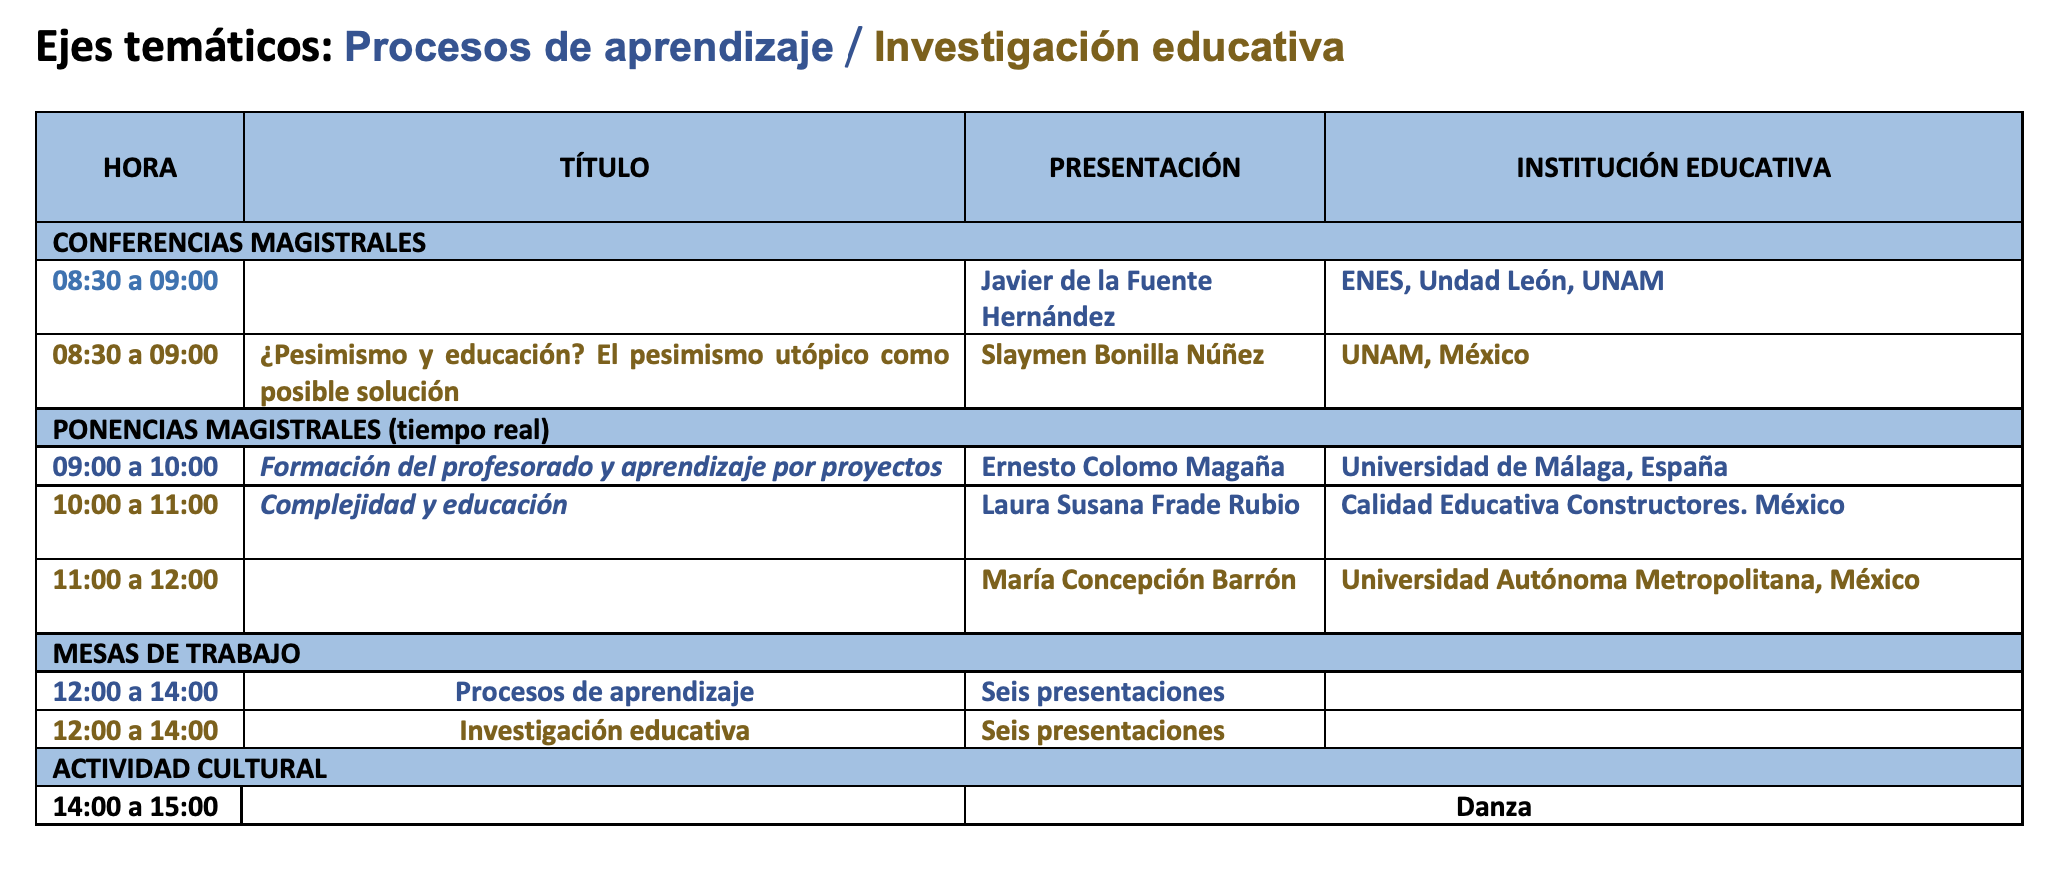 Ejes temáticos: Procesos de aprendizaje / Investigación educativa
HORA TÍTULO PRESENTACIÓN INSTITUCIÓN EDUCATIVA
CONFERENCIAS MAGISTRALES
08:30 a 09:00 Javier de la Fuente Hernández ENES, Undad León, UNAM
08:30 a 09:00 ¿Pesimismo y educación? El pesimismo utópico como posible solución Slaymen Bonilla Núñez UNAM, México
PONENCIAS MAGISTRALES (tiempo real)
09:00 a 10:00 Formación del profesorado y aprendizaje por proyectos Ernesto Colomo Magaña Universidad de Málaga, España
10:00 a 11:00 Complejidad y educación Laura Susana Frade Rubio Calidad Educativa Constructores. México
11:00 a 12:00 María Concepción Barrón Universidad Autónoma Metropolitana, México
MESAS DE TRABAJO
12:00 a 14:00 Procesos de aprendizaje Seis presentaciones
12:00 a 14:00 Investigación educativa Seis presentaciones
ACTIVIDAD CULTURAL
14:00 a 15:00 Danza